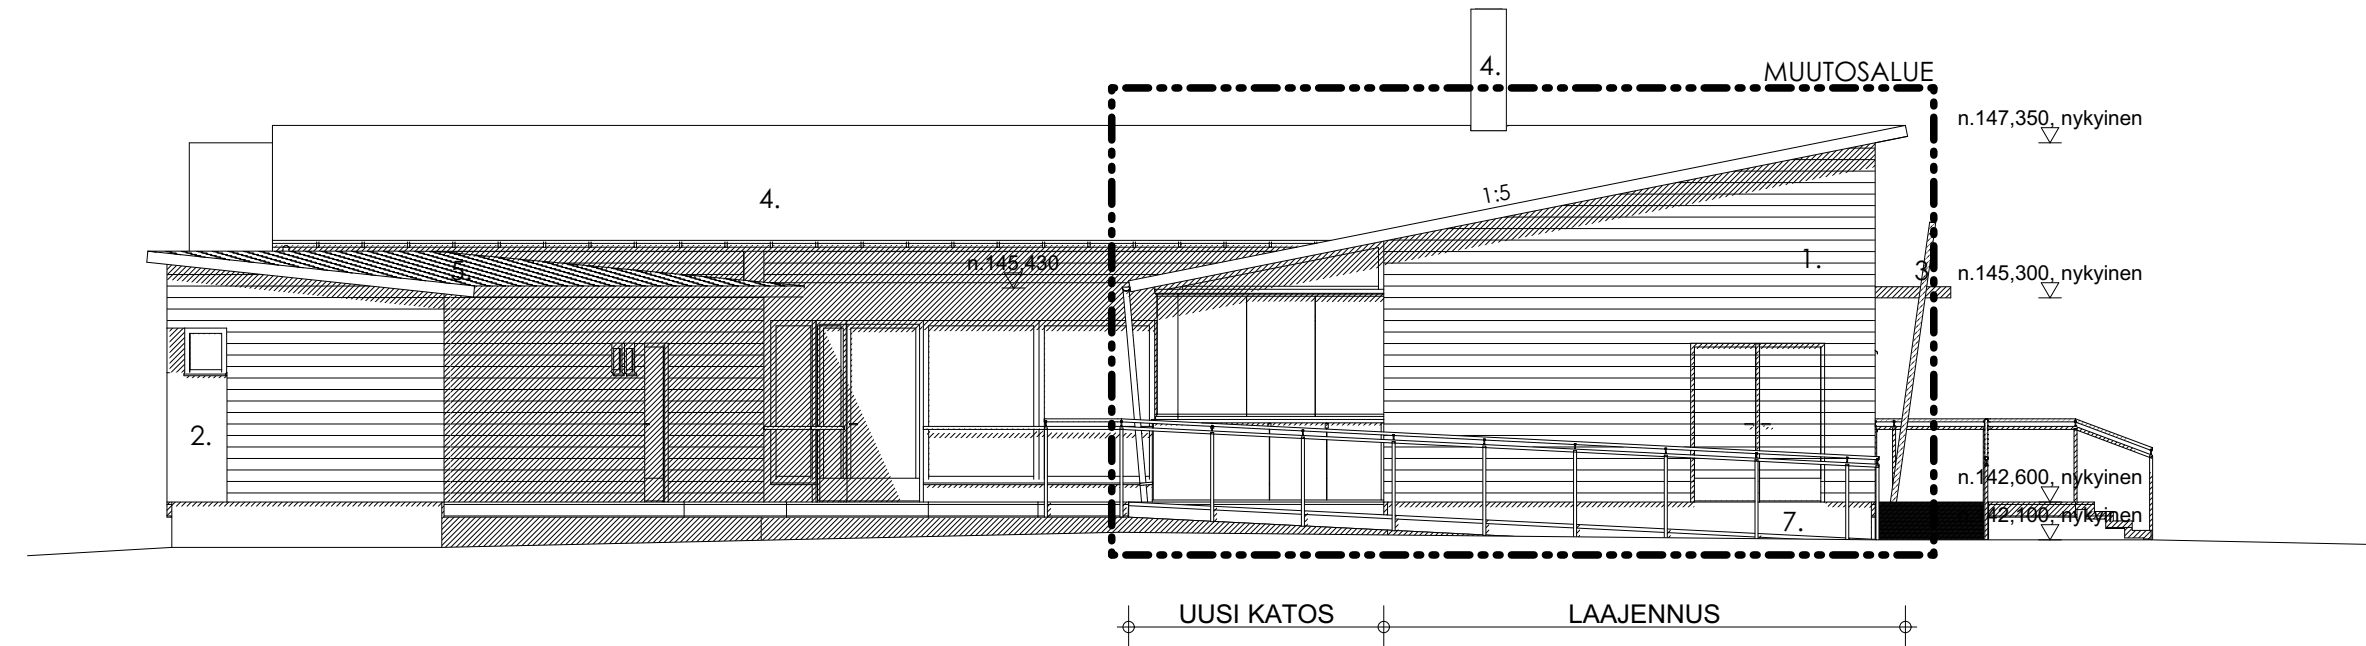 4.
MUUTOSALUE
n.147,350, nykyinen
4.
1:5
5.
n.145,430
1.
3
n.145,300, nykyinen
2.
n.142,600, nykyinen
7.
42,100, nykyinen
UUSI KATOS
LAAJENNUS